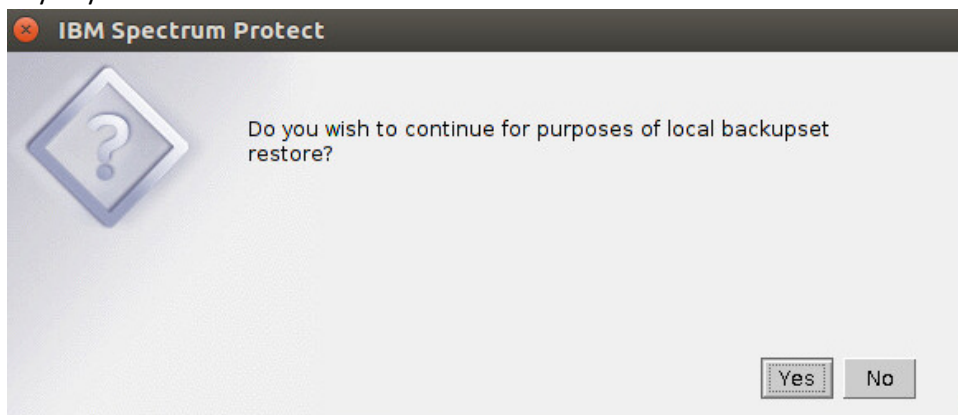 IBM Spectrum Protect
Do you wish to continue for purposes of local backupset
restore?
Yes
No